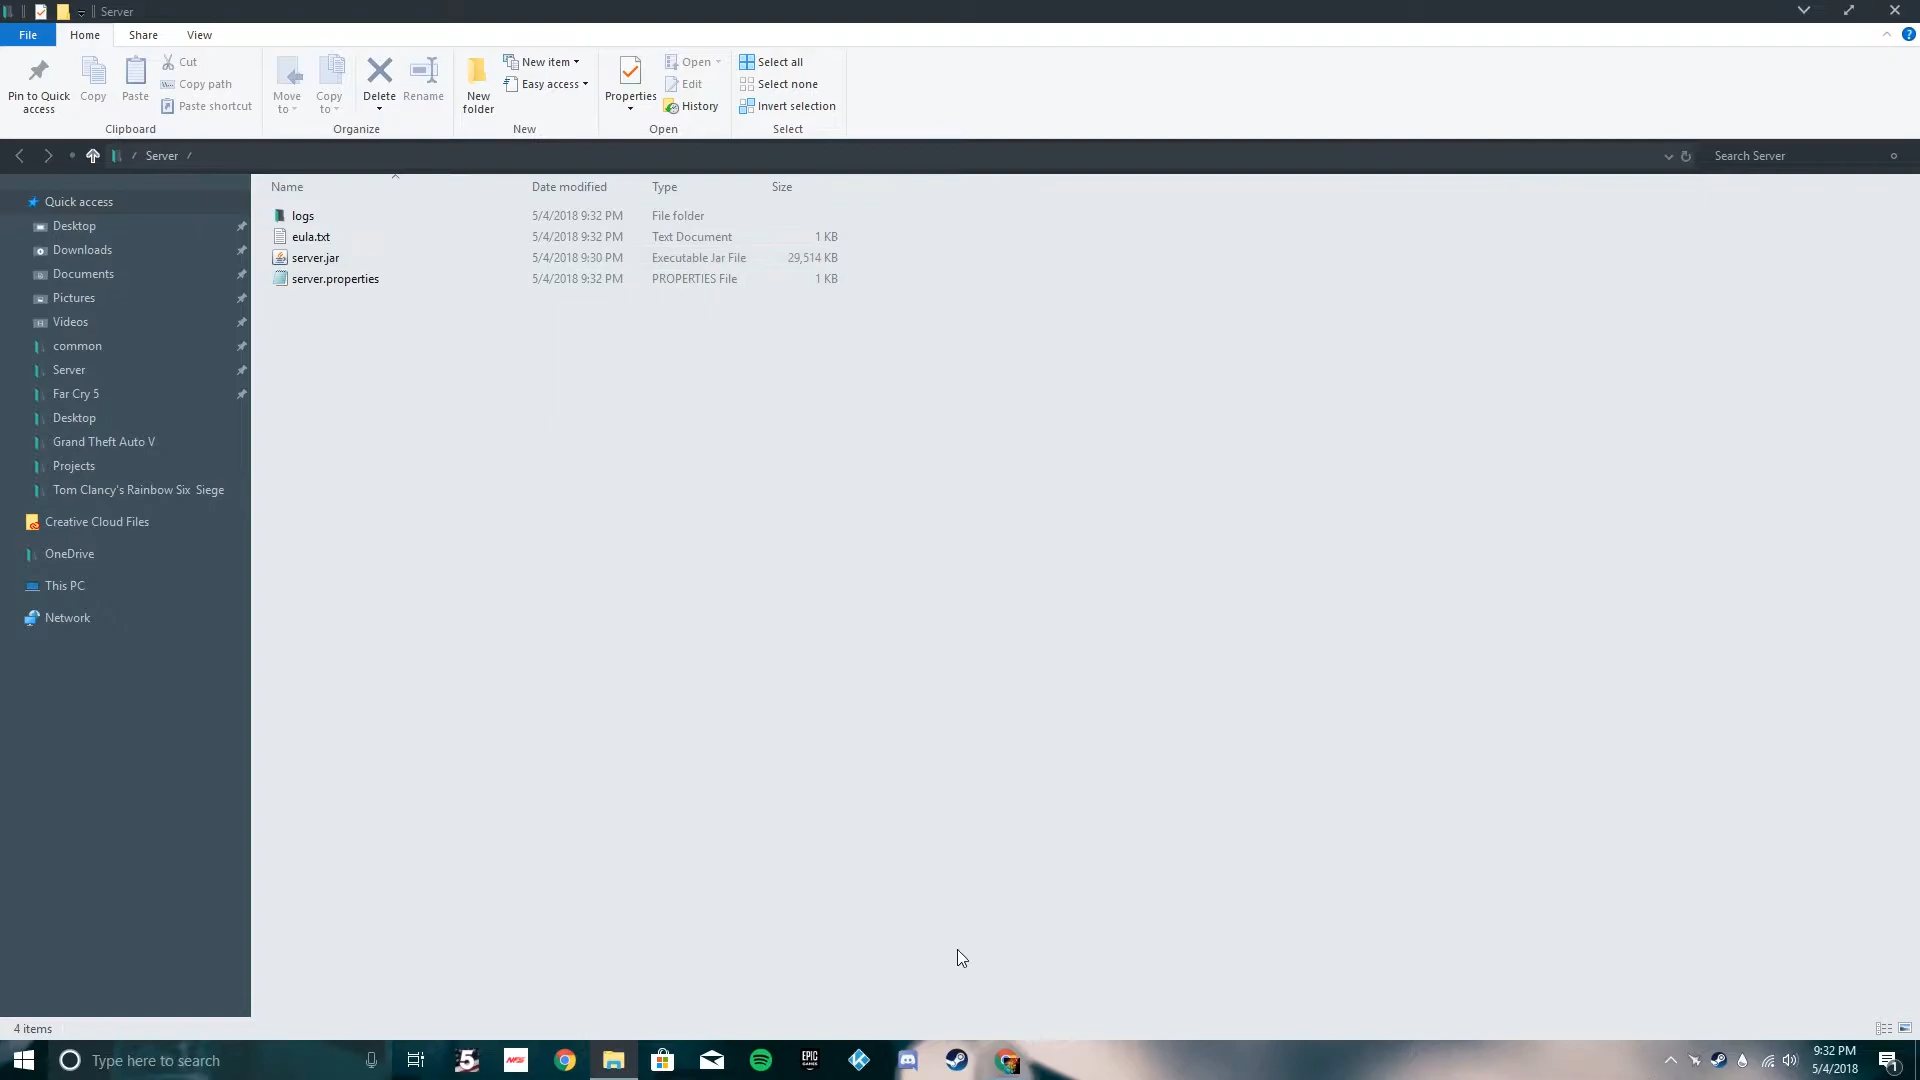 Server
File Home Share View
Pin to Quick access
Copy
Paste
Cut
Copy path
Paste shortcut
Clipboard
Move to
Copy to
Delete
Rename
Organize
New folder
New item
Easy access
New
Properties
Open
Edit
History
Open
Select all
Select none
Invert selection
Select
/ Server /
Search Server
Name Date modified Type Size
logs 5/4/2018 9:32 PM File folder
eula.txt 5/4/2018 9:32 PM Text Document 1 KB
server.jar 5/4/2018 9:30 PM Executable Jar File 29,514 KB
server.properties 5/4/2018 9:32 PM PROPERTIES File 1 KB
Quick access
Desktop
Downloads
Documents
Pictures
Videos
common
Server
Far Cry 5
Desktop
Grand Theft Auto V
Projects
Tom Clancy's Rainbow Six Siege
Creative Cloud Files
OneDrive
This PC
Network
4 items
Type here to search
5
NFS
EPIC
GAMES
9:32 PM
5/4/2018
1